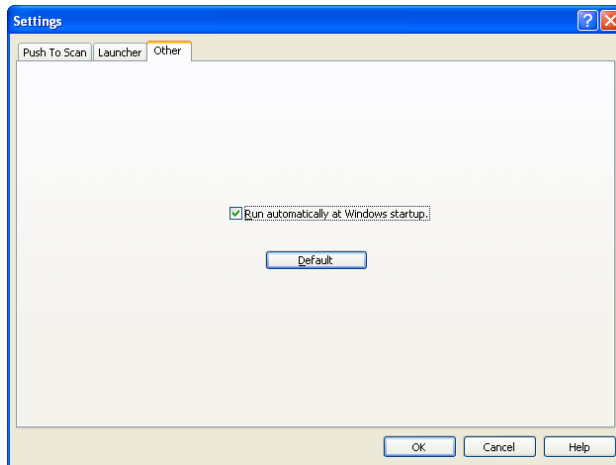 Settings
Push To Scan Launcher Other
Run automatically at Windows startup.
Default
OK Cancel Help